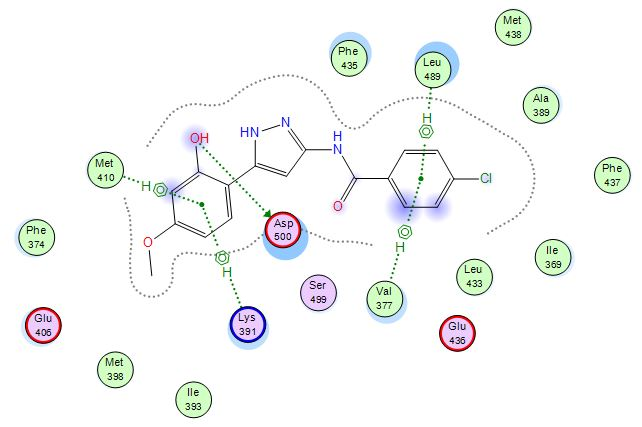 Met
438
Phe
435
Leu
489
Ala
389
H
OH
HN
N
H
N
Met
410
H
Cl
Phe
437
O
Phe
374
O
Asp
500
H
H
Ile
369
Leu
433
Ser
499
Val
377
Glu
406
Lys
391
Glu
436
Met
398
Ile
393